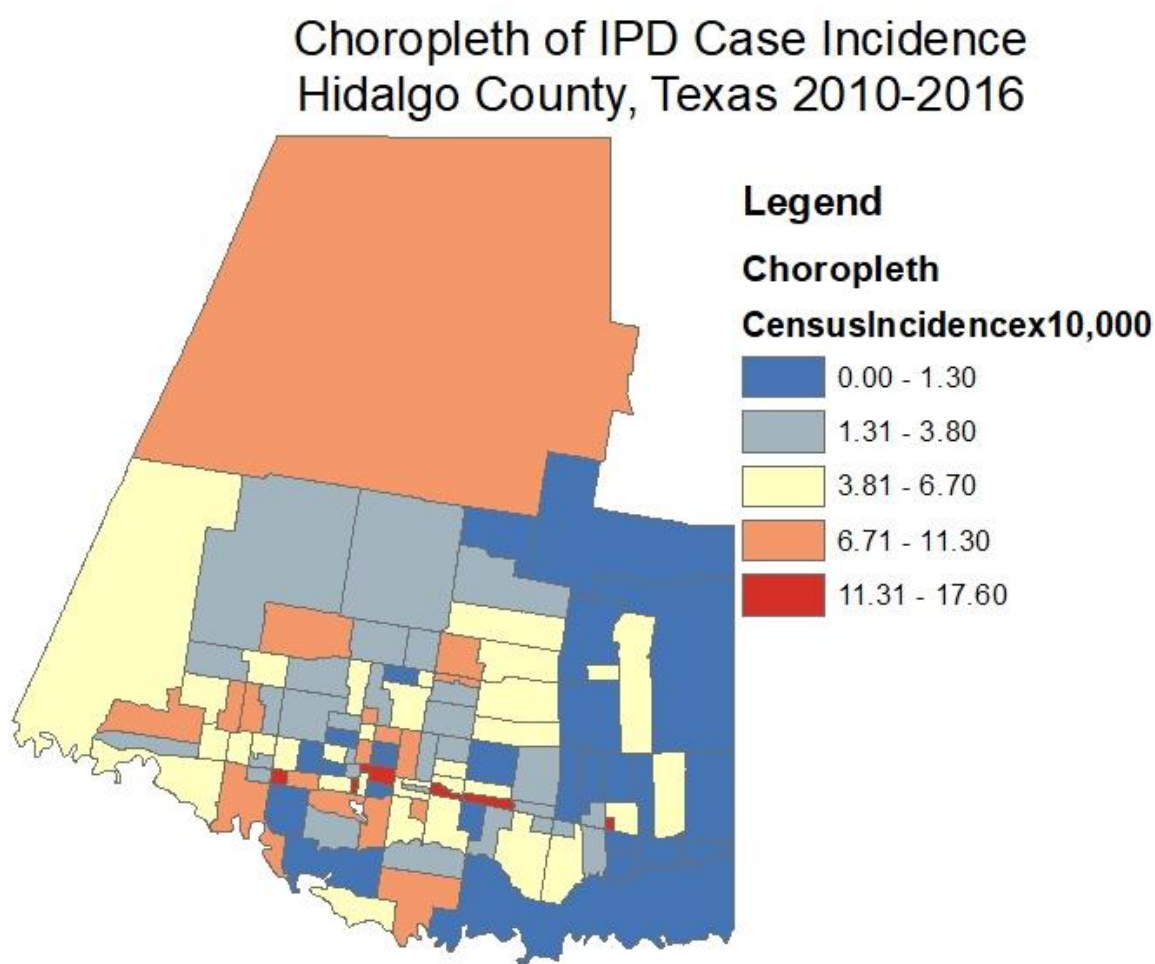 Choropleth of IPD Case Incidence
Hidalgo County, Texas 2010-2016
Legend
Choropleth
CensusIncidencex10,000
0.00 - 1.30
1.31 - 3.80
3.81 - 6.70
6.71 - 11.30
11.31 - 17.60